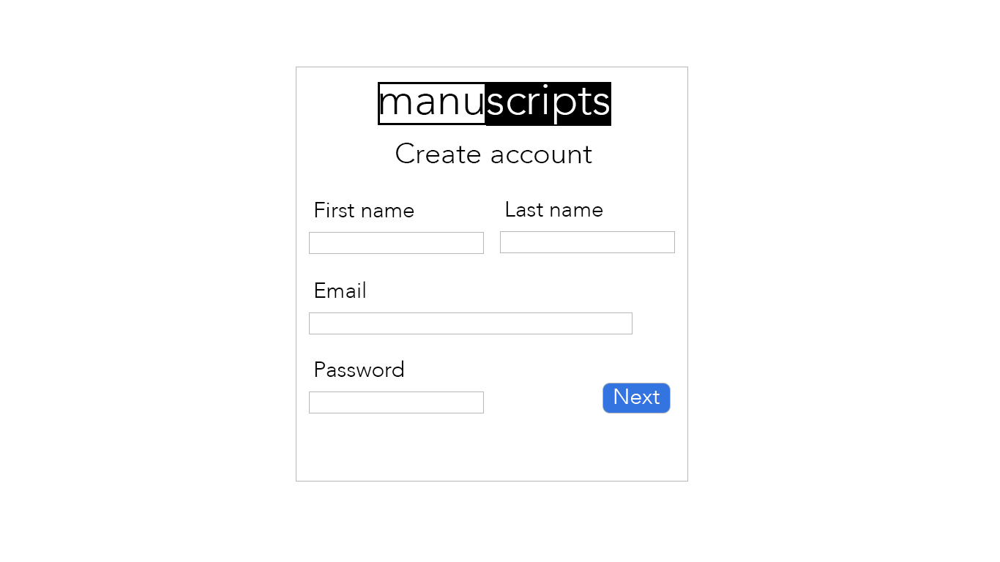 manuscripts
Create account
First name
Last name
Email
Password
Next